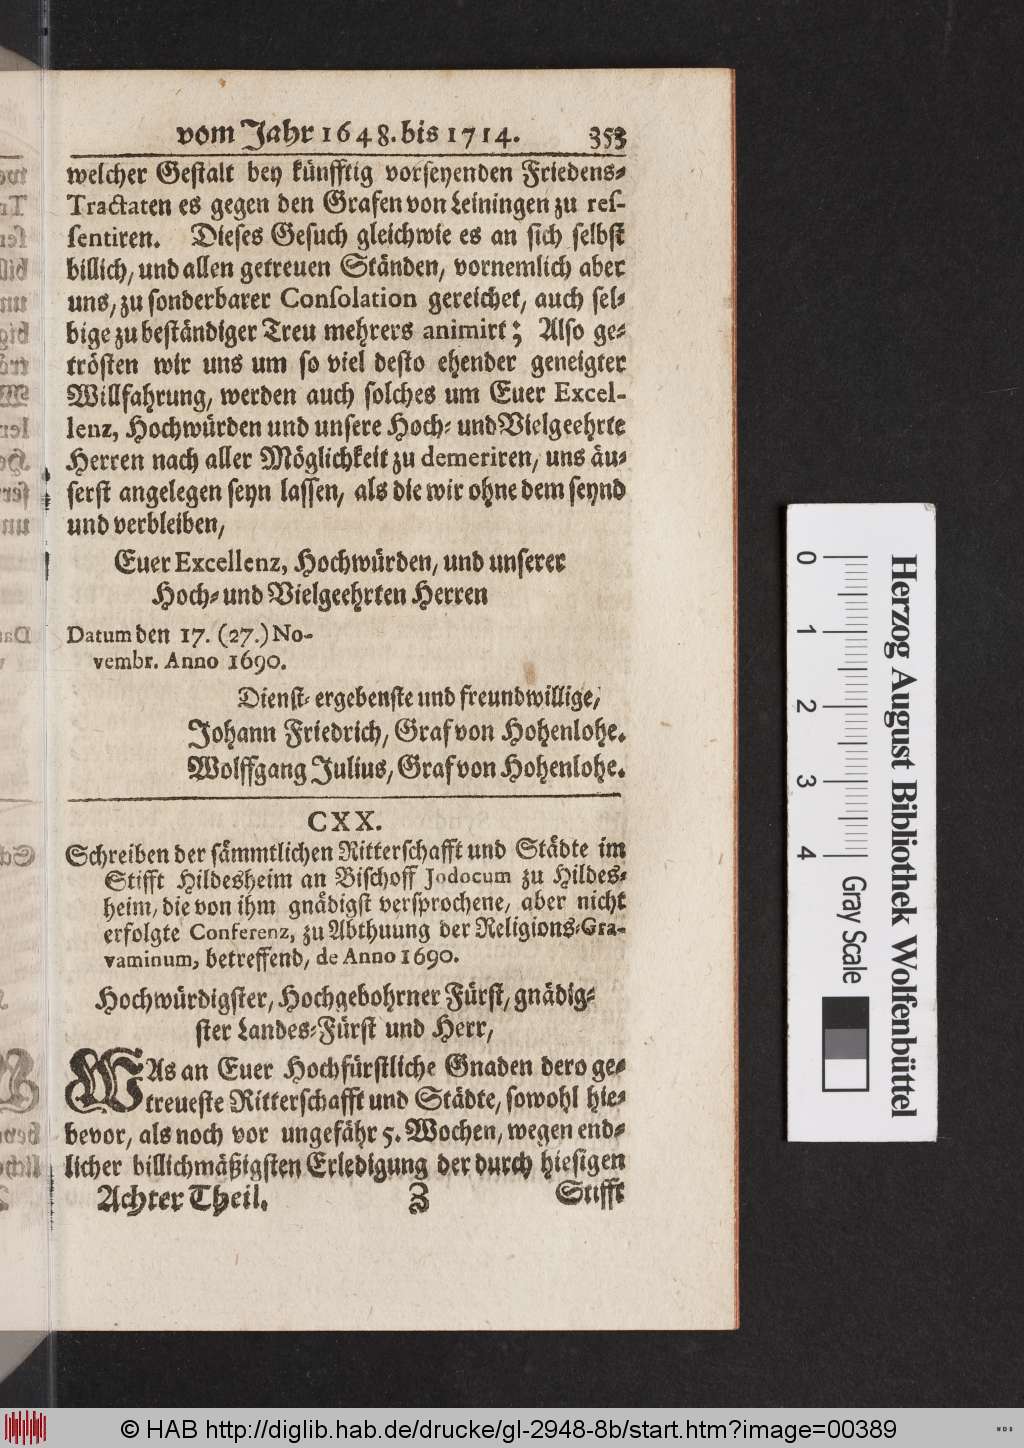 vom Jahr 1648. bis 1714. 353
welcher Gestalt bey künfftig vorseyenden Friedens-
Tractaten es gegen den Grafen von Leiningen zu res-
sentiren. Dieses Gesuch gleichwie es an sich selbst
billich, und allen getreuen Ständen, vornemlich aber
uns, zu sonderbarer Consolation gereichet, auch sel-
bige zu beständiger Treu mehrers animirt; Also ge-
trösten wir uns um so viel desto ehender geneigter
Willfahrung, werden auch solches um Euer Excel-
lenz, Hochwürden und unsere Hoch- und Vielgeehrte
Herren nach aller Möglichkeit zu demeriren, uns äu-
serst angelegen seyn lassen, als die wir ohne dem seynd
und verbleiben,
Euer Excellenz, Hochwürden, und unserer
Hoch- und Vielgeehrten Herren
Datum den 17. (27.) No-
vembr. Anno 1690.
Dienst-ergebenste und freundwillige,
Johann Friedrich, Graf von Hohenlohe.
Wolffgang Julius, Graf von Hohenlohe.
CXX.
Schreiben der sämmtlichen Ritterschafft und Städte im
Stifft Hildesheim an Bischoff Jodocum zu Hildes-
heim, die von ihm gnädigst versprochene, aber nicht
erfolgte Conferenz, zu Abthuung der Religions-Gra-
vaminum, betreffend, de Anno 1690.
Hochwürdigster, Hochgebohrner Fürst, gnädig-
ster Landes-Fürst und Herr,
WAs an Euer Hochfürstliche Gnaden dero ge-
treueste Ritterschafft und Städte, sowohl hie-
bevor, als noch vor ungefähr 5. Wochen, wegen end-
licher billichmäßigsten Erledigung der durch hiesigen
Achter Theil. Z Stifft
0 1 2 3 4 Gray Scale
Herzog August Bibliothek Wolfenbüttel
© HAB http://diglib.hab.de/drucke/gl-2948-8b/start.htm?image=00389